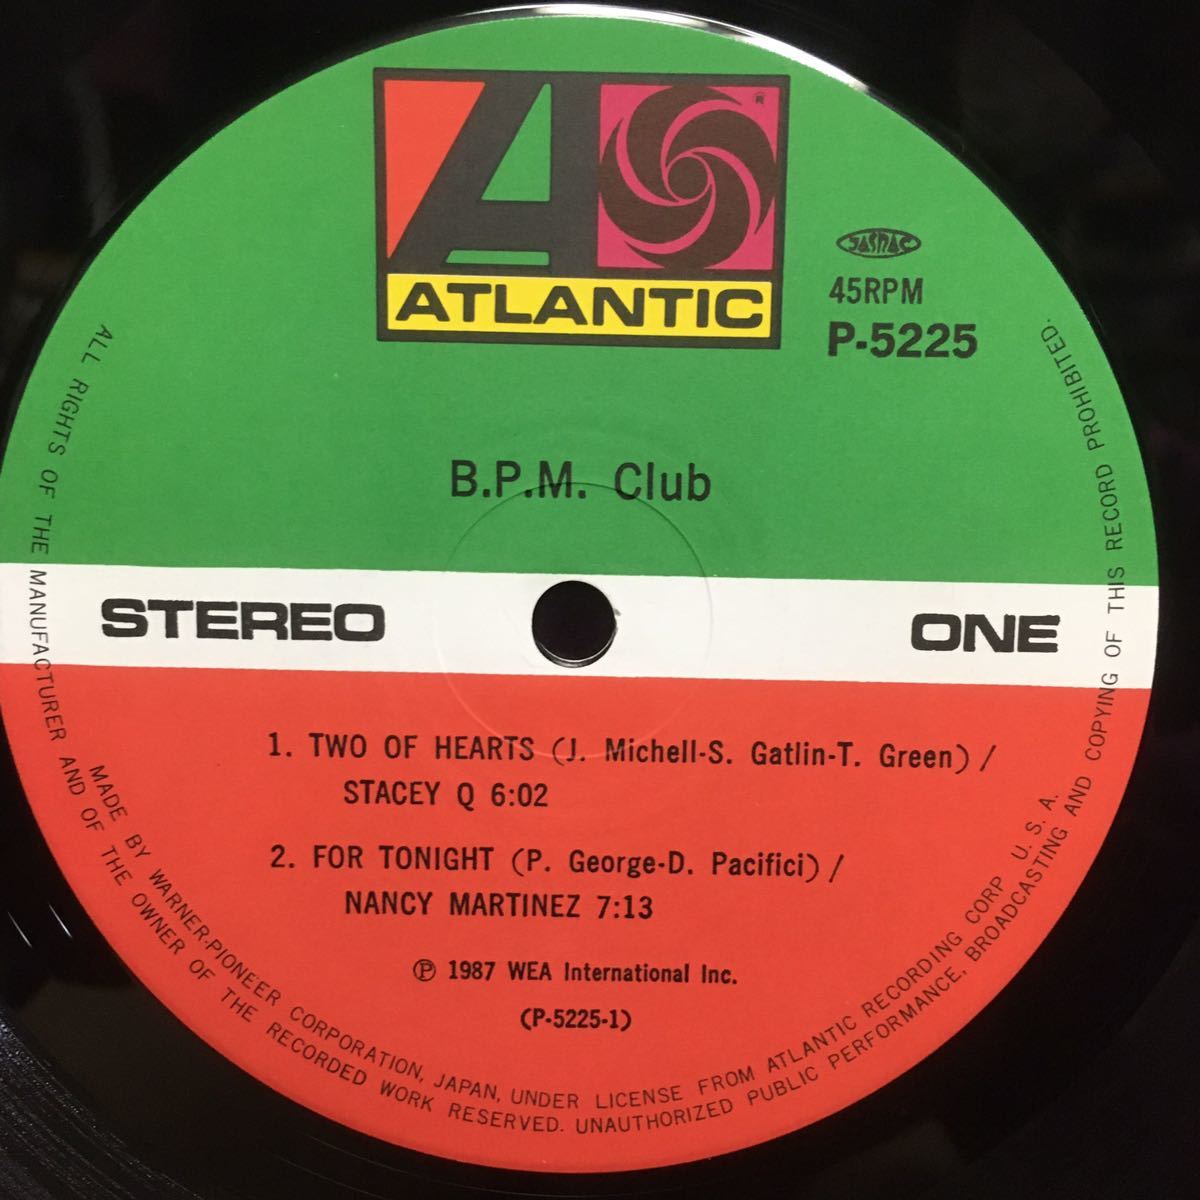 ATLANTIC
®
JASRAC
45RPM
P-5225
B.P.M. Club
STEREO
ONE
1. TWO OF HEARTS (J. Michell-S. Gatlin-T. Green) /
STACEY Q 6:02
2. FOR TONIGHT (P. George-D. Pacifici) /
NANCY MARTINEZ 7:13
℗ 1987 WEA International Inc.
(P-5225-1)
MADE BY WARNER-PIONEER CORPORATION, JAPAN, UNDER LICENSE FROM ATLANTIC RECORDING CORP U. S. A.
ALL RIGHTS OF THE MANUFACTURER AND OF THE OWNER OF THE RECORDED WORK RESERVED. UNAUTHORIZED PUBLIC PERFORMANCE, BROADCASTING AND COPYING OF THIS RECORD PROHIBITED.